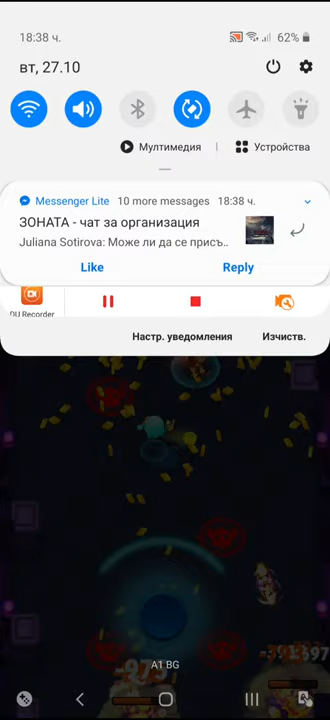 18:38 ч.
62%
вт, 27.10
Мултимедия
Устройства
Messenger Lite 10 more messages 18:38 ч.
ЗОНАТА - чат за организация
Juliana Sotirova: Може ли да се присъ..
Like
Reply
DU Recorder
Настр. уведомления
Изчиств.
A1 BG